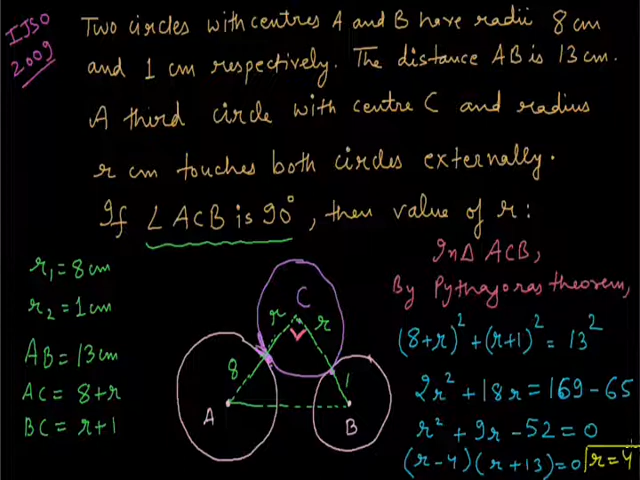 IJSO
2009
Two circles with centres A and B have radii 8 cm
and 1 cm respectively. The distance AB is 13 cm.
A third circle with centre C and radius
r cm touches both circles externally.
If ∠ACB is 90°, then value of r:
r₁ = 8 cm
r₂ = 1 cm
AB = 13 cm
AC = 8 + r
BC = r + 1
C
r
r
8
1
A
B
In Δ ACB,
By Pythagoras theorem,
(8+r)² + (r+1)² = 13²
2r² + 18r = 169 - 65
r² + 9r - 52 = 0
(r-4)(r+13) = 0 r = 4